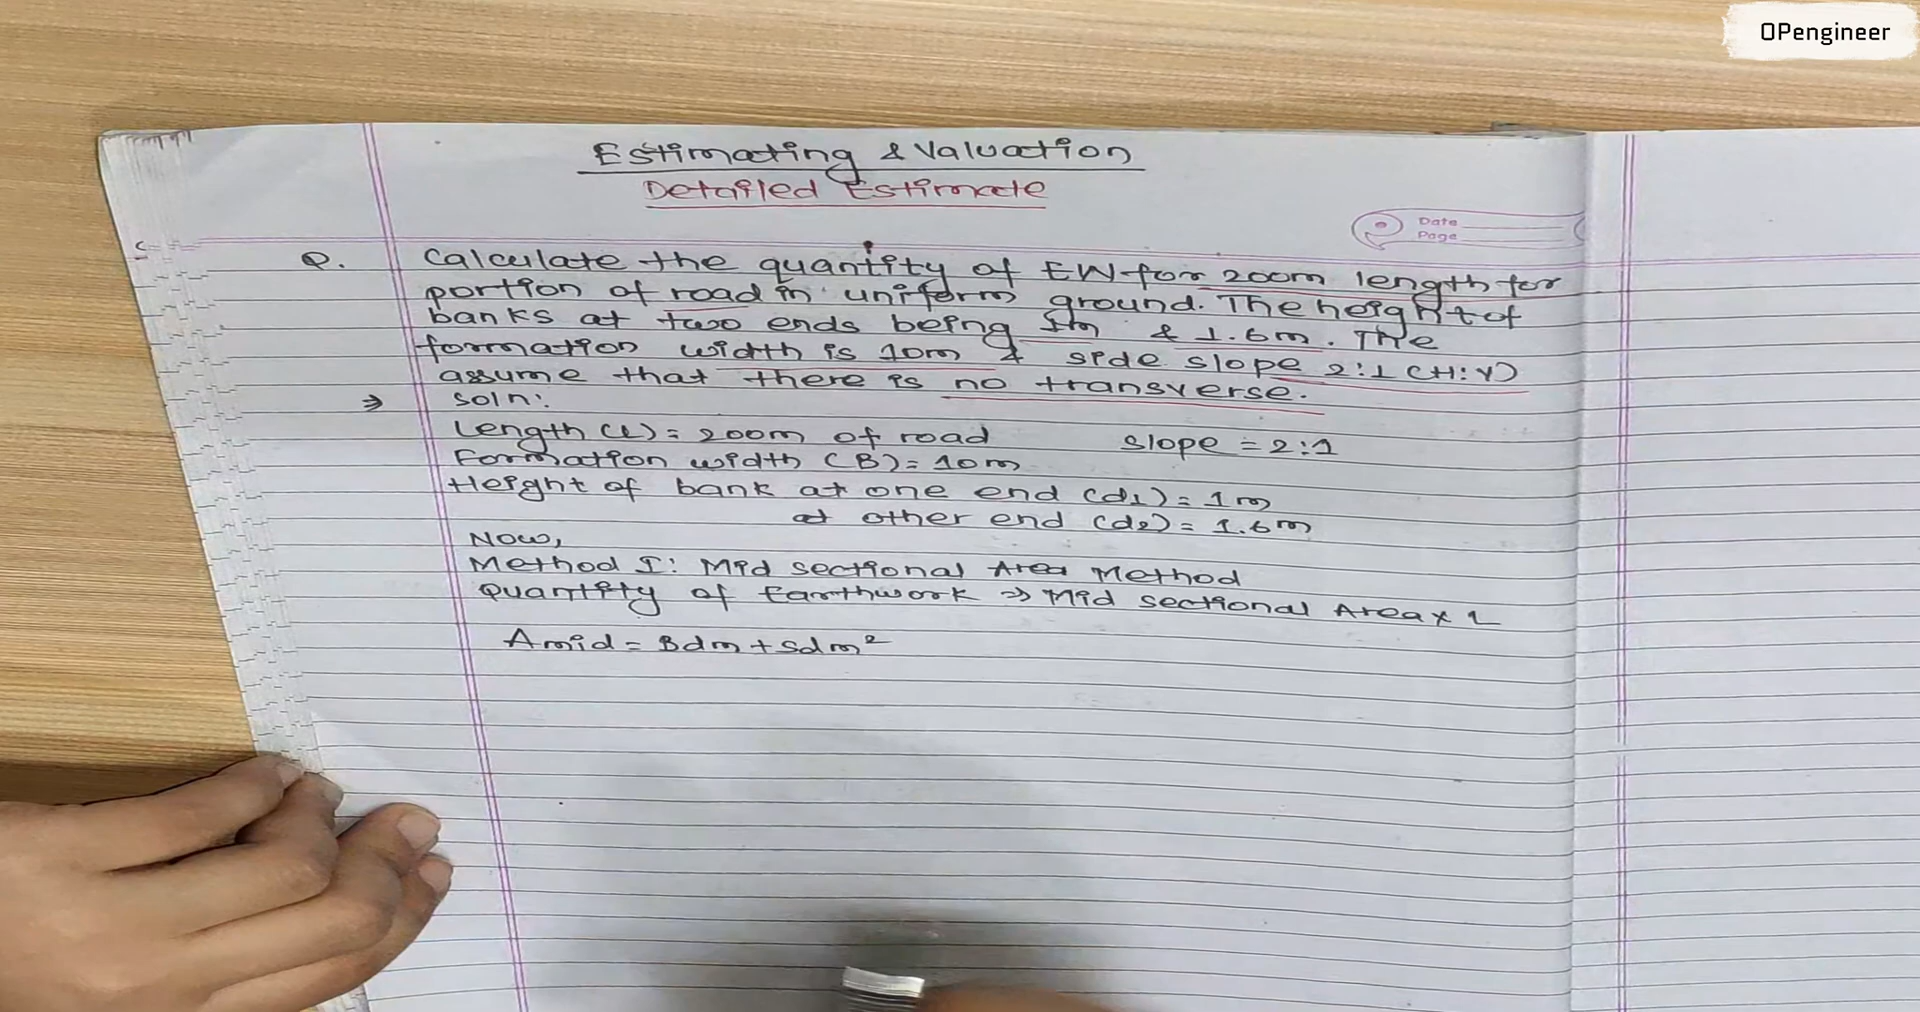 OPengineer
Estimating & Valuation
Detailed Estimate
Date
Page
Q. Calculate the quantity of EW for 200m length for
portion of road in uniform ground. The height of
banks at two ends being 1m & 1.6m. The
formation width is 10m & side slope 2:1 (H:V)
assume that there is no transverse.
⇒ Soln:
Length (L) = 200m of road slope = 2:1
Formation width (B) = 10m
Height of bank at one end (d1) = 1m
at other end (d2) = 1.6m
Now,
Method I: Mid sectional Area Method
Quantity of Earthwork ⇒ Mid sectional Area x L
Amid = Bdm + Sdm²